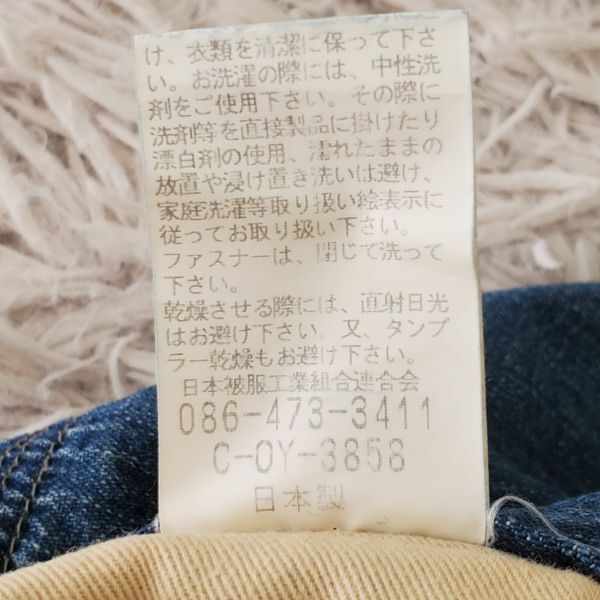 け、衣類を清潔に保って下さ
い。お洗濯の際には、中性洗
剤をご使用下さい。その際に
洗剤等を直接製品に掛けたり
漂白剤の使用、濡れたままの
放置や浸け置き洗いは避け、
家庭洗濯等取り扱い絵表示に
従ってお取り扱い下さい。
ファスナーは、閉じて洗って
下さい。
乾燥させる際には、直射日光
はお避け下さい。又、タンブ
ラー乾燥もお避け下さい。
日本被服工業組合連合会
086-473-3411
C-OY-3858
日本製